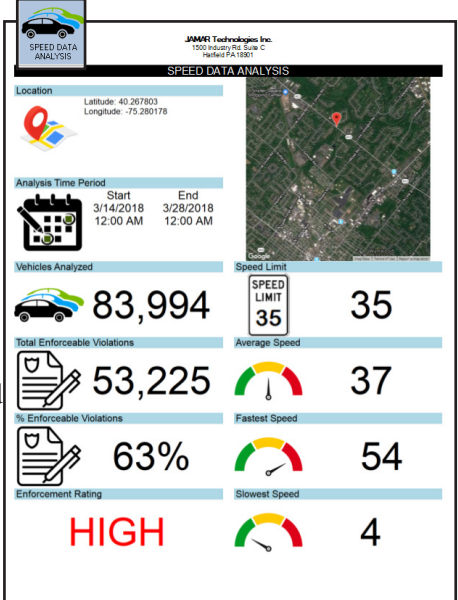 SPEED DATA
ANALYSIS
JAMAR Technologies Inc.
1500 Industry Rd. Suite C
Hatfield PA 18901
SPEED DATA ANALYSIS
Location
Latitude: 40.267803
Longitude: -75.280178
Google
Analysis Time Period
Start End
3/14/2018 3/28/2018
12:00 AM 12:00 AM
Vehicles Analyzed Speed Limit
83,994
SPEED
LIMIT
35
35
Total Enforceable Violations Average Speed
53,225 37
% Enforceable Violations Fastest Speed
63% 54
Enforcement Rating Slowest Speed
HIGH 4